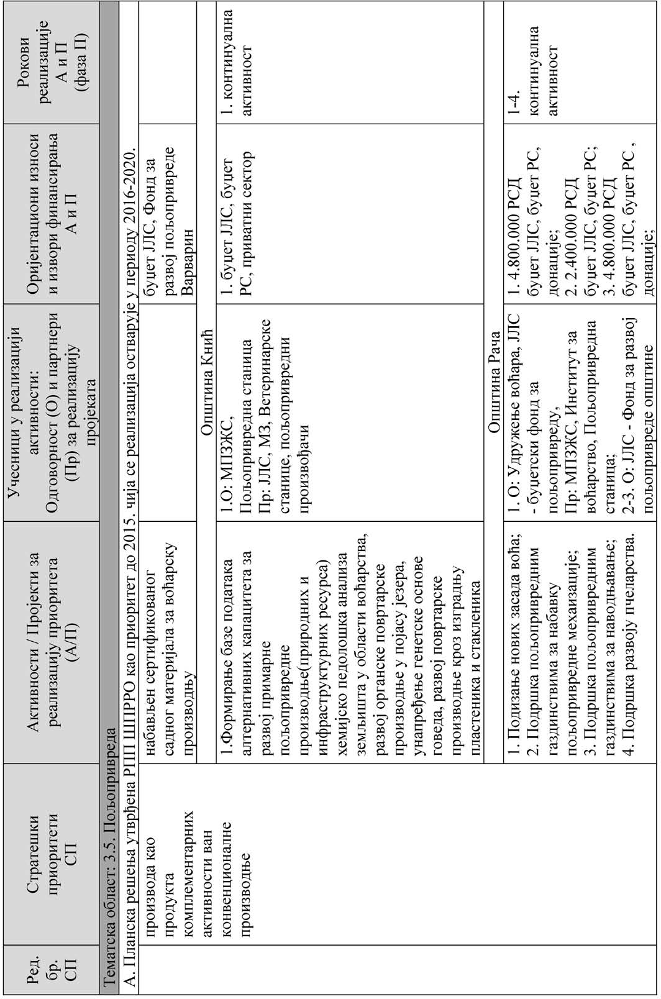 Ред.
бр.
СП
Стратешки
приоритети
СП
Активности / Пројекти за
реализацију приоритета
(А/П)
Учесници у реализацији
активности:
Одговорност (О) и партнери
(Пр) за реализацију
пројеката
Оријентациони износи
и извори финансирања
А и П
Рокови
реализације
А и П
(фаза П)
Тематска област: 3.5. Пољопривреда
А. Планска решења утврђена РПП ШПРРО као приоритет до 2015. чија се реализација остварује у периоду 2016-2020.
производа као
продукта
комплементарних
активности ван
конвенционалне
производње
набављен сертификованог
садног материјала за воћарску
производњу
буџет ЈЛС, Фонд за
развој пољопривреде
Варварин
Општина Кнић
1.Формирање базе података
алтернативних капацитета за
развој примарне
пољопривредне
производње(природних и
инфраструктурних ресурса)
хемијско педолошка анализа
земљишта у области воћарства,
развој органске повртарске
производње у појасу језера,
унапређење генетске основе
говеда, развој повртарске
производње кроз изградњу
пластеника и стакленика
1.О: МПЗЖС,
Пољопривредна станица
Пр: ЈЛС, МЗ, Ветеринарске
станице, пољопривредни
произвођачи
1. буџет ЈЛС, буџет
РС, приватни сектор
1. континуална
активност
Општина Рача
1. Подизање нових засада воћа;
2. Подршка пољопривредним
газдинствима за набавку
пољопривредне механизације;
3. Подршка пољопривредним
газдинствима за наводњавање;
4. Подршка развоју пчеларства.
1. О: Удружење воћара, ЈЛС
- буџетски фонд за
пољопривреду,
Пр: МПЗЖС, Институт за
воћарство, Пољопривредна
станица;
2-3. О: ЈЛС - Фонд за развој
пољопривреде општине
1. 4.800.000 РСД
буџет ЈЛС, буџет РС,
донације;
2. 2.400.000 РСД
буџет ЈЛС, буџет РС;
3. 4.800.000 РСД
буџет ЈЛС, буџет РС ,
донације;
1-4.
континуална
активност